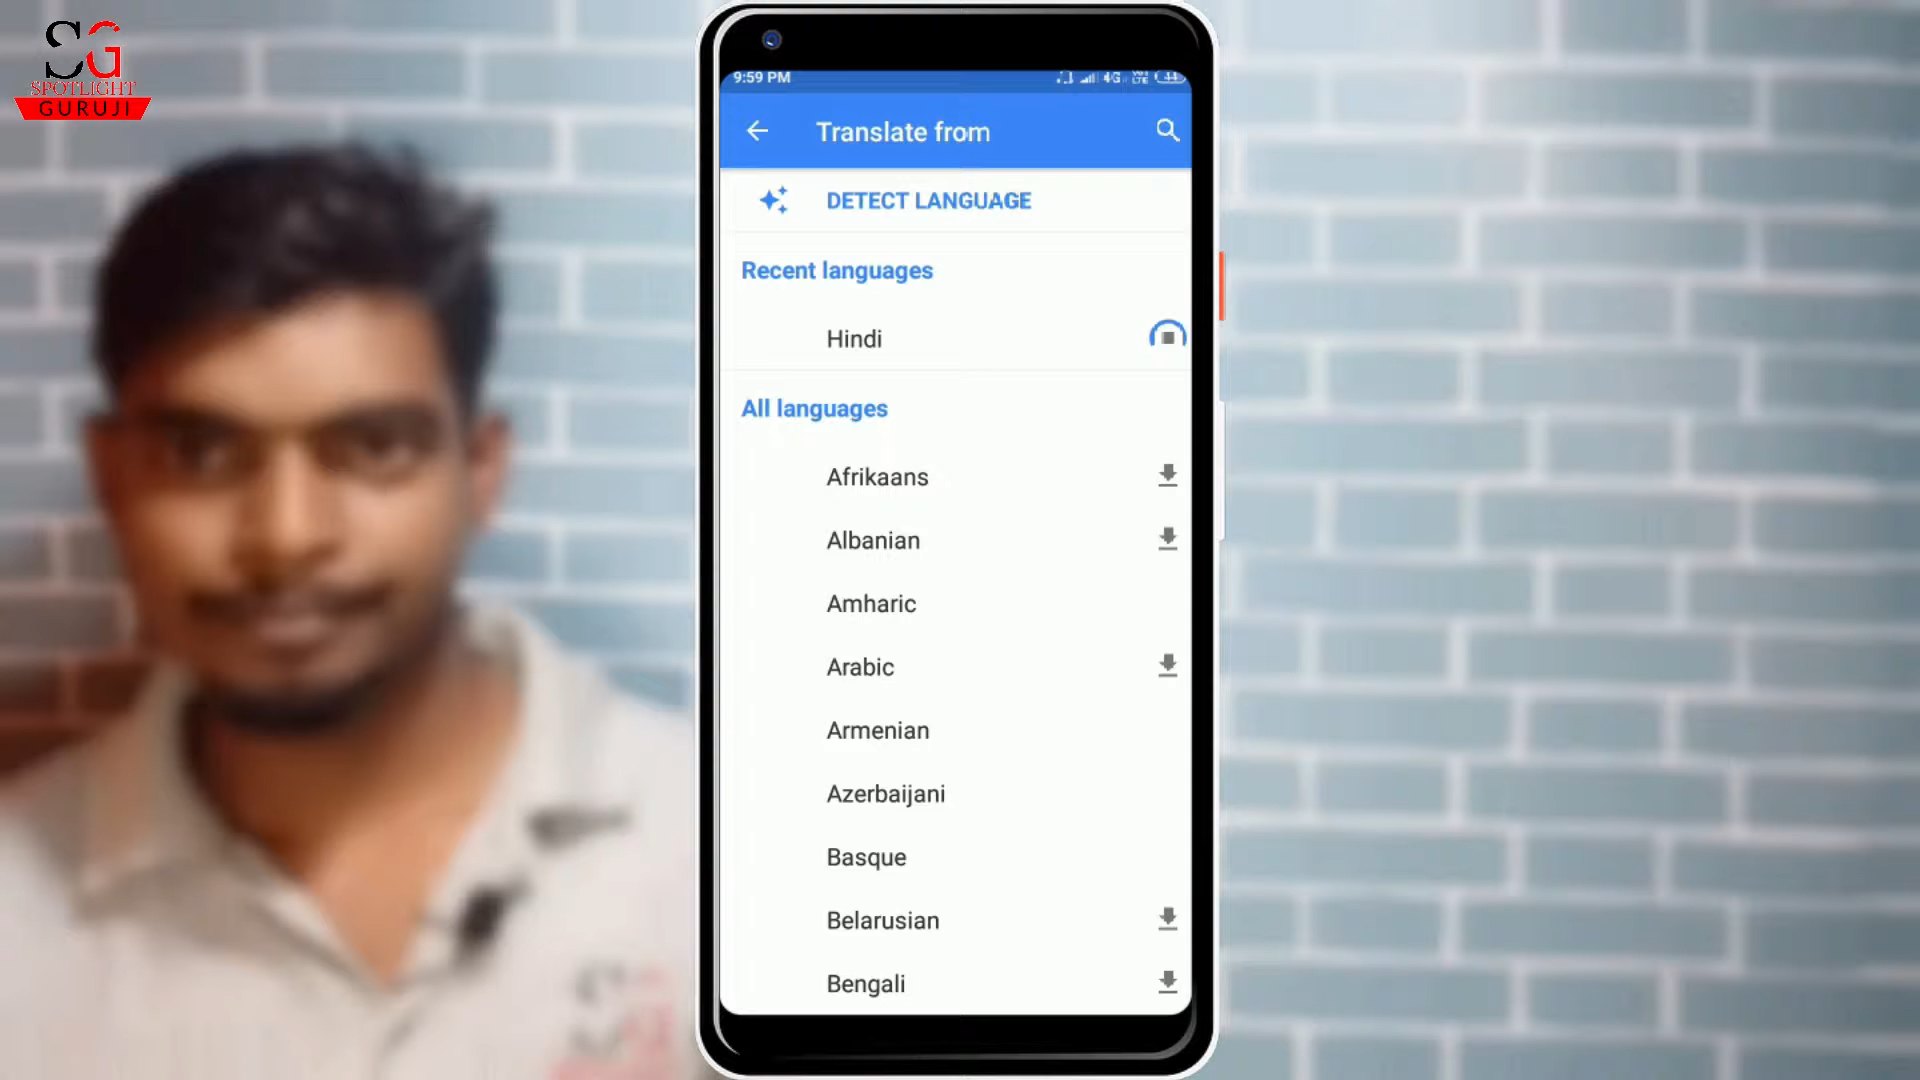 SG
SPOTLIGHT
GURUJI
9:59 PM
4G
44
Translate from
DETECT LANGUAGE
Recent languages
Hindi
All languages
Afrikaans
Albanian
Amharic
Arabic
Armenian
Azerbaijani
Basque
Belarusian
Bengali